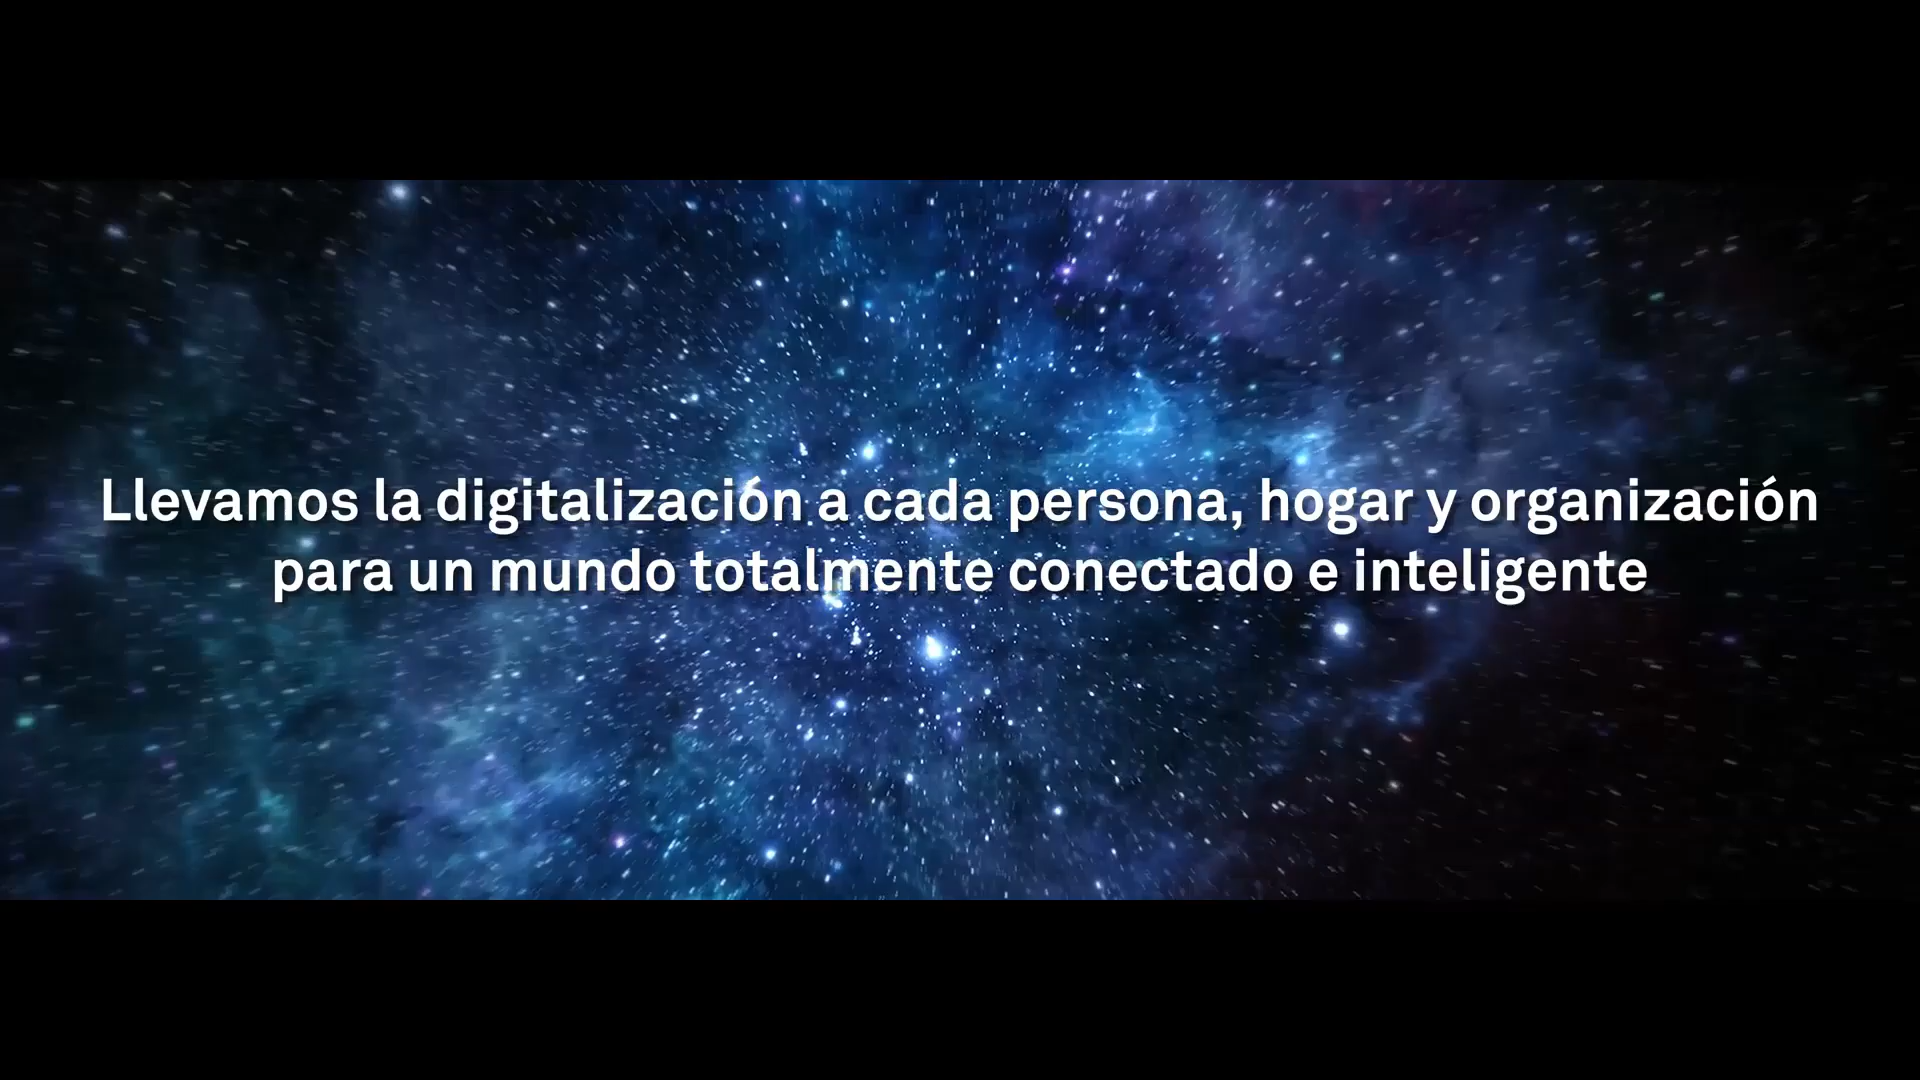 Llevamos la digitalización a cada persona, hogar y organización
para un mundo totalmente conectado e inteligente